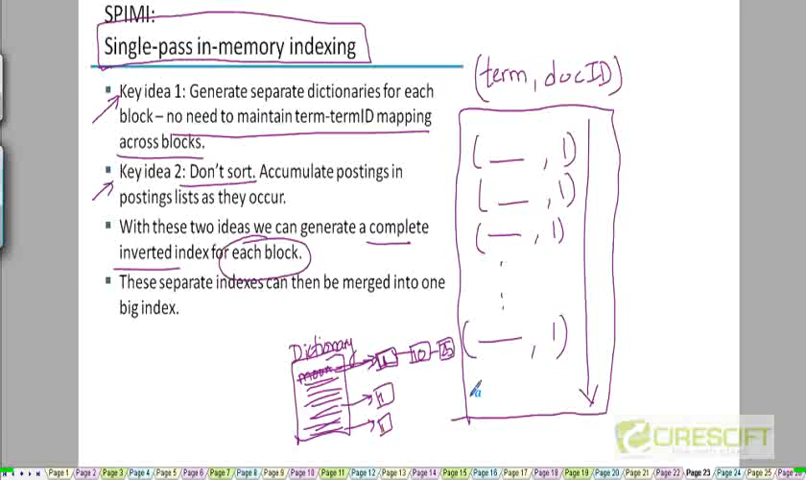 SPIMI:
Single-pass in-memory indexing
Key idea 1: Generate separate dictionaries for each
block – no need to maintain term-termID mapping
across blocks.
Key idea 2: Don't sort. Accumulate postings in
postings lists as they occur.
With these two ideas we can generate a complete
inverted index for each block.
These separate indexes can then be merged into one
big index.
(term, docID)
( — , 1)
( — , 1)
( — , 1)
( — , 1)
Dictionary
1 10
1
1
Page 1 Page 2 Page 3 Page 4 Page 5 Page 6 Page 7 Page 8 Page 9 Page 10 Page 11 Page 12 Page 13 Page 14 Page 15 Page 16 Page 17 Page 18 Page 19 Page 20 Page 21 Page 22 Page 23 Page 24 Page 25